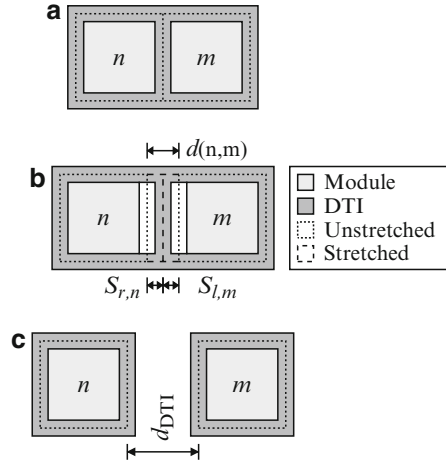 a
n m
d(n,m)
b
n m
Module
DTI
Unstretched
Stretched
S_{r,n} S_{l,m}
c
n m
d_{DTI}